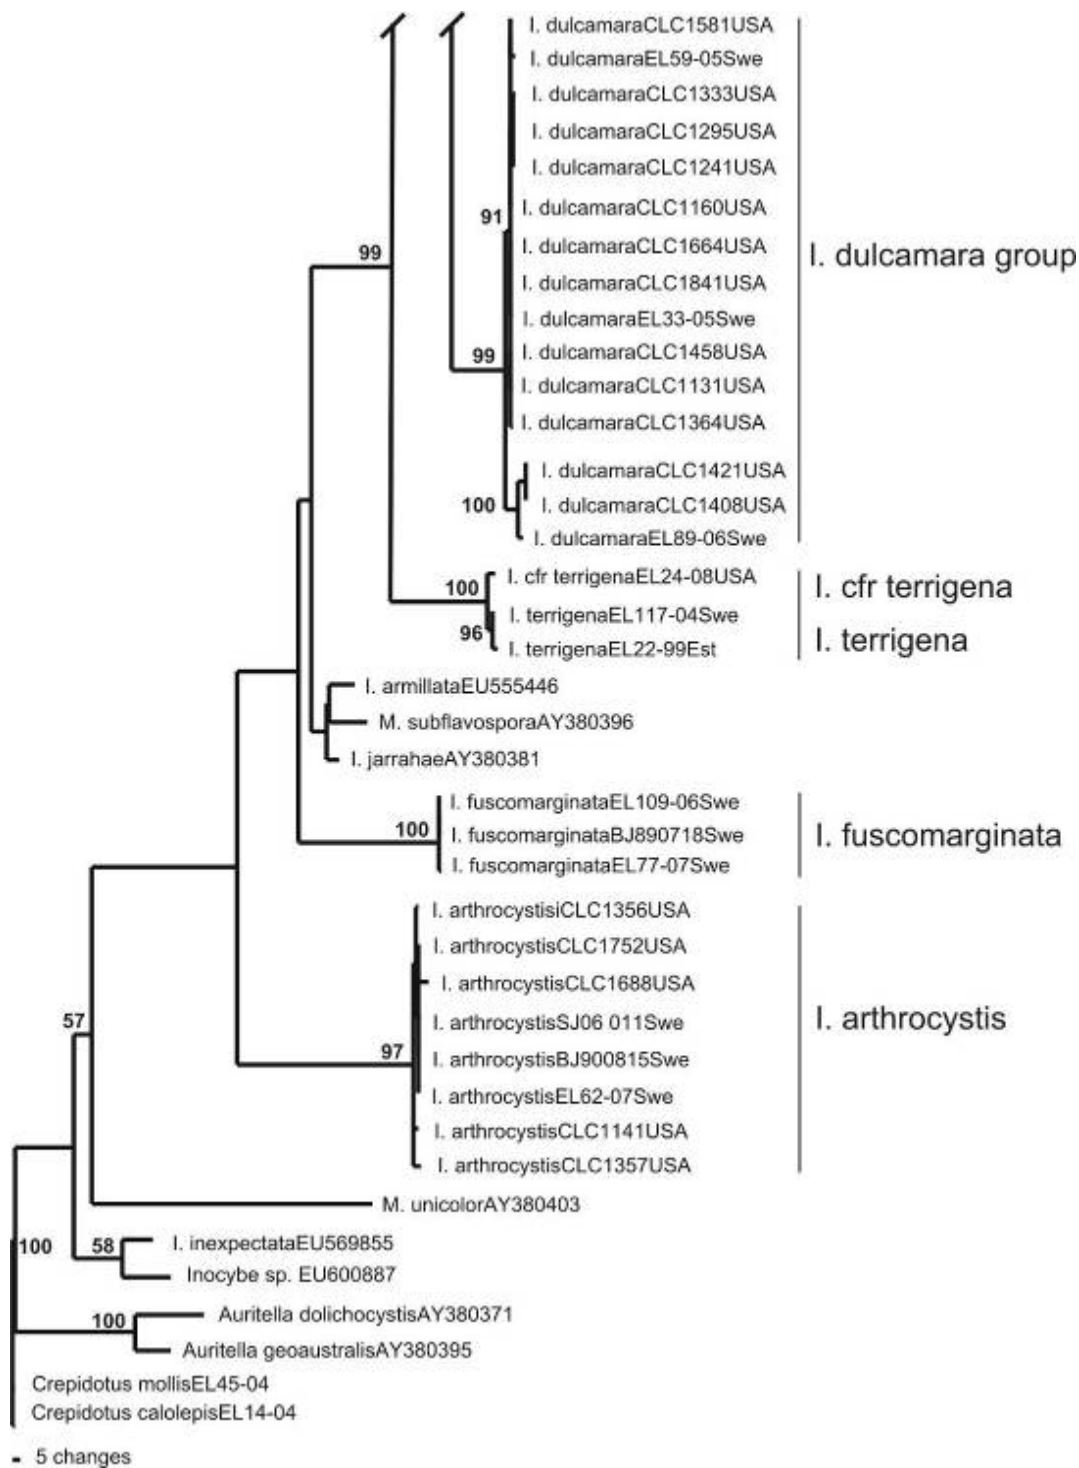 I. dulcamaraCLC1581USA
I. dulcamaraEL59-05Swe
I. dulcamaraCLC1333USA
I. dulcamaraCLC1295USA
I. dulcamaraCLC1241USA
I. dulcamaraCLC1160USA
91
I. dulcamaraCLC1664USA
I. dulcamara group
99
I. dulcamaraCLC1841USA
I. dulcamaraEL33-05Swe
I. dulcamaraCLC1458USA
99
I. dulcamaraCLC1131USA
I. dulcamaraCLC1364USA
I. dulcamaraCLC1421USA
100
I. dulcamaraCLC1408USA
I. dulcamaraEL89-06Swe
I. cfr terrigenaEL24-08USA
I. cfr terrigena
100
I. terrigenaEL117-04Swe
96
I. terrigena
I. terrigenaEL22-99Est
I. armillataEU555446
M. subflavosporaAY380396
I. jarrahaeAY380381
I. fuscomarginataEL109-06Swe
100
I. fuscomarginataBJ890718Swe
I. fuscomarginata
I. fuscomarginataEL77-07Swe
I. arthrocystisiCLC1356USA
I. arthrocystisCLC1752USA
I. arthrocystisCLC1688USA
I. arthrocystis
57
I. arthrocystisSJ06 011Swe
97
I. arthrocystisBJ900815Swe
I. arthrocystisEL62-07Swe
I. arthrocystisCLC1141USA
I. arthrocystisCLC1357USA
M. unicolorAY380403
100
58
I. inexpectataEU569855
Inocybe sp. EU600887
100
Auritella dolichocystisAY380371
Auritella geoaustralisAY380395
Crepidotus mollisEL45-04
Crepidotus calolepisEL14-04
5 changes